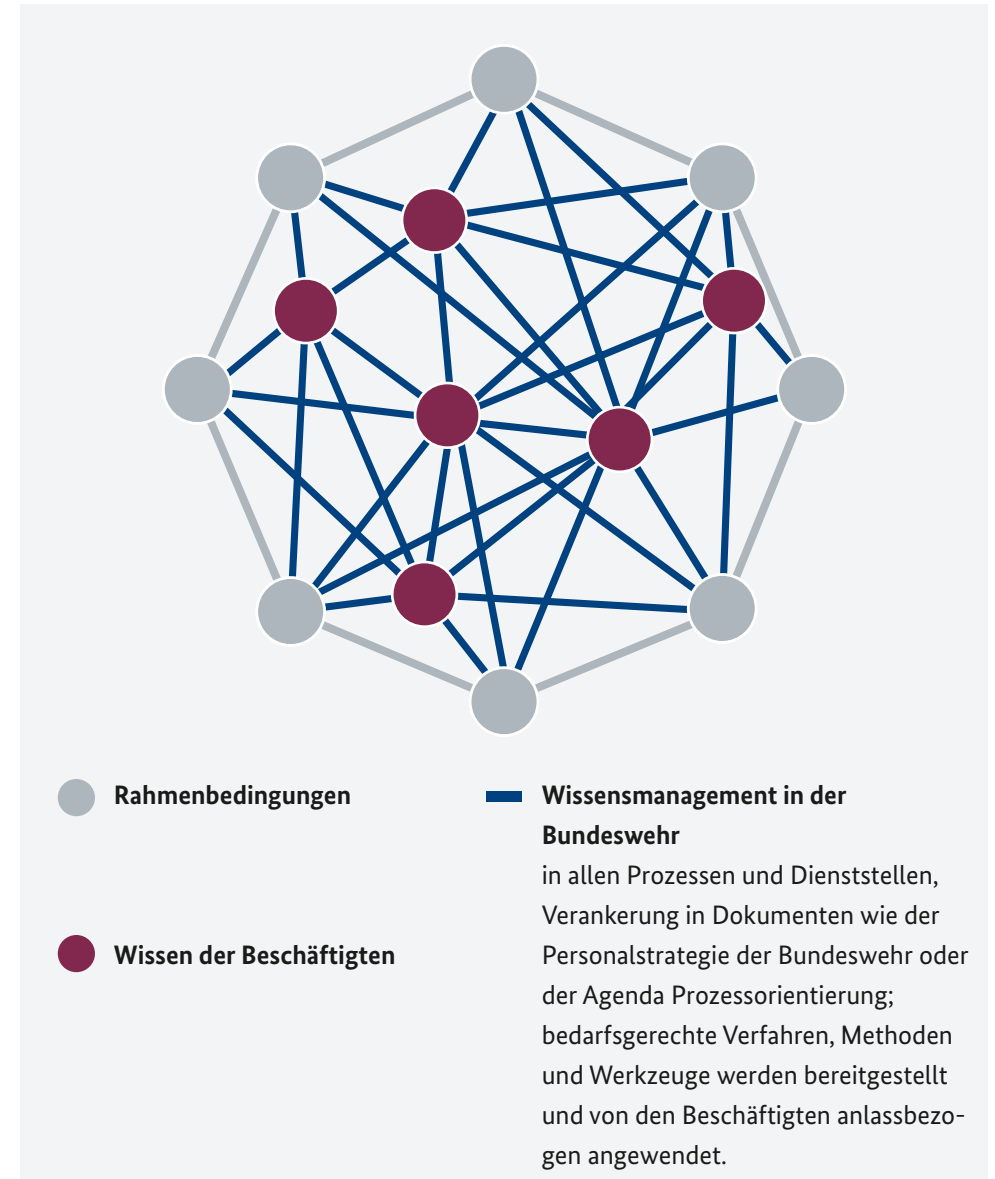 Rahmenbedingungen
Wissen der Beschäftigten
Wissensmanagement in der
Bundeswehr
in allen Prozessen und Dienststellen,
Verankerung in Dokumenten wie der
Personalstrategie der Bundeswehr oder
der Agenda Prozessorientierung;
bedarfsgerechte Verfahren, Methoden
und Werkzeuge werden bereitgestellt
und von den Beschäftigten anlassbezo-
gen angewendet.